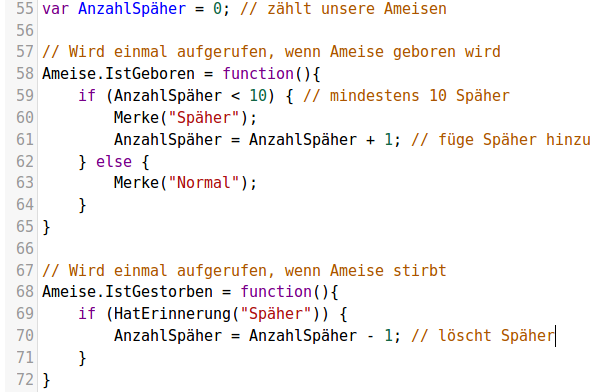 55 var AnzahlSpäher = 0; // zählt unsere Ameisen
56
57 // Wird einmal aufgerufen, wenn Ameise geboren wird
58 Ameise.IstGeboren = function(){
59     if (AnzahlSpäher < 10) { // mindestens 10 Späher
60         Merke("Späher");
61         AnzahlSpäher = AnzahlSpäher + 1; // füge Späher hinzu
62     } else {
63         Merke("Normal");
64     }
65 }
66
67 // Wird einmal aufgerufen, wenn Ameise stirbt
68 Ameise.IstGestorben = function(){
69     if (HatErinnerung("Späher")) {
70         AnzahlSpäher = AnzahlSpäher - 1; // löscht Späher
71     }
72 }